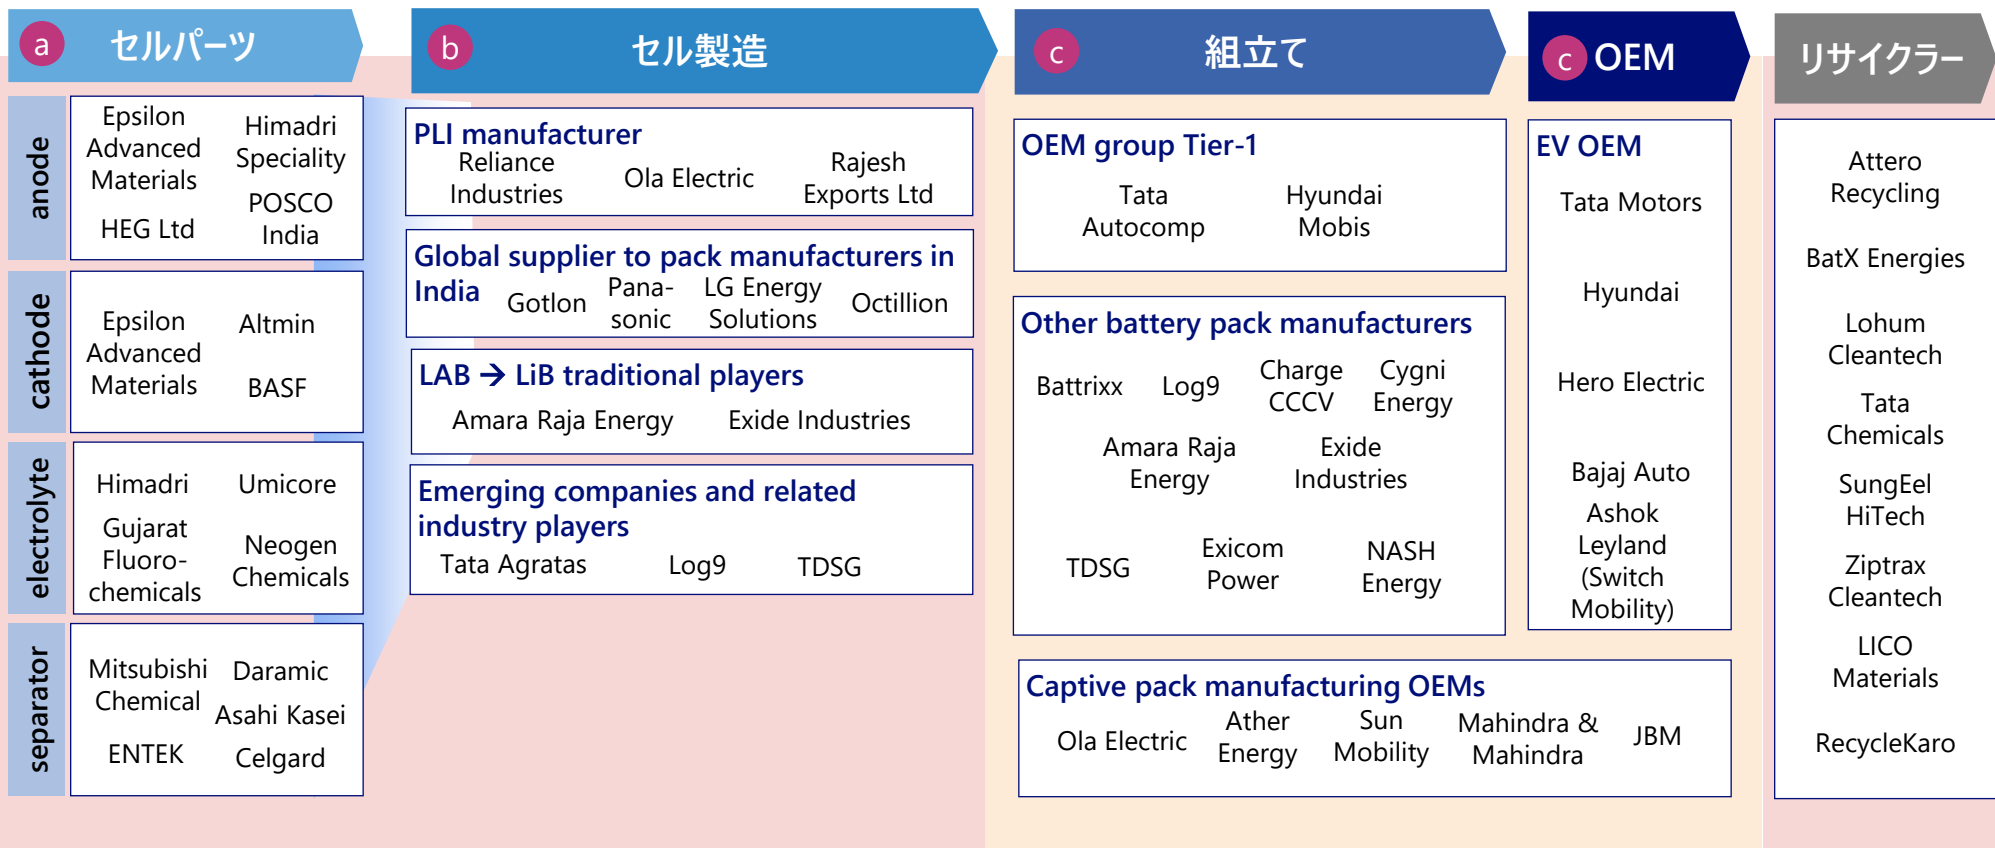 a
セルパーツ
b
セル製造
c
組立て
c
OEM
リサイクラー
anode
Epsilon
Advanced
Materials
Himadri
Speciality
HEG Ltd
POSCO
India
cathode
Epsilon
Advanced
Materials
Altmin
BASF
electrolyte
Himadri
Umicore
Gujarat
Fluoro-
chemicals
Neogen
Chemicals
separator
Mitsubishi
Chemical
Daramic
Asahi Kasei
ENTEK
Celgard
PLI manufacturer
Reliance
Industries
Ola Electric
Rajesh
Exports Ltd
Global supplier to pack manufacturers in
India
Gotlon
Pana-
sonic
LG Energy
Solutions
Octillion
LAB → LiB traditional players
Amara Raja Energy
Exide Industries
Emerging companies and related
industry players
Tata Agratas
Log9
TDSG
OEM group Tier-1
Tata
Autocomp
Hyundai
Mobis
Other battery pack manufacturers
Battrixx
Log9
Charge
CCCV
Cygni
Energy
Amara Raja
Energy
Exide
Industries
TDSG
Exicom
Power
NASH
Energy
EV OEM
Tata Motors
Hyundai
Hero Electric
Bajaj Auto
Ashok
Leyland
(Switch
Mobility)
Captive pack manufacturing OEMs
Ola Electric
Ather
Energy
Sun
Mobility
Mahindra &
Mahindra
JBM
Attero
Recycling
BatX Energies
Lohum
Cleantech
Tata
Chemicals
SungEel
HiTech
Ziptrax
Cleantech
LICO
Materials
RecycleKaro